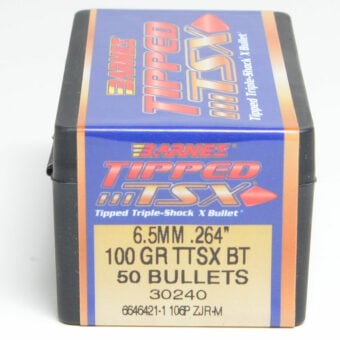 BARNES
TIPPED
TSX
Tipped Triple-Shock X Bullet
BARNES
TIPPED
TSX
Tipped Triple-Shock X Bullet
6.5MM .264"
100 GR TTSX BT
50 BULLETS
30240
6646421-1 106P ZJR-M